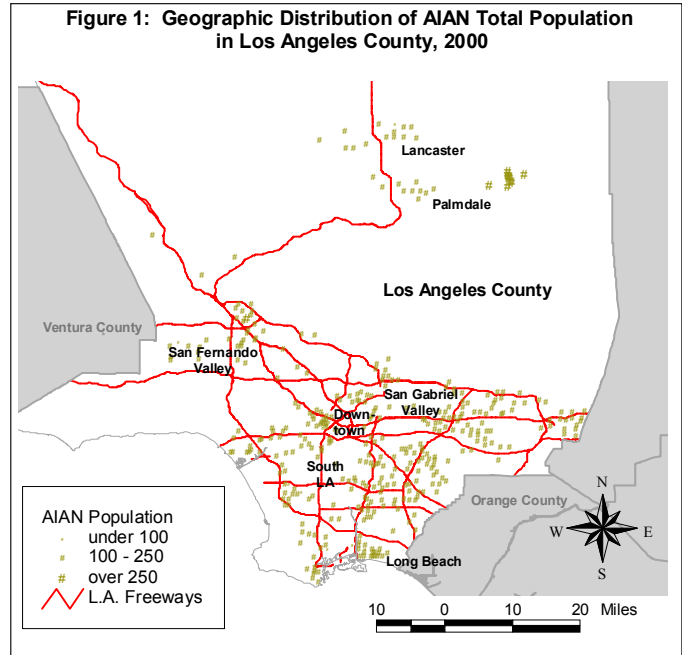 Figure 1: Geographic Distribution of AIAN Total Population
in Los Angeles County, 2000
Lancaster
Palmdale
Los Angeles County
Ventura County
San Fernando
Valley
San Gabriel
Valley
Down-
town
South
LA
Orange County
Long Beach
N
W
E
S
AIAN Population
under 100
100 - 250
over 250
L.A. Freeways
10 0 10 20 Miles